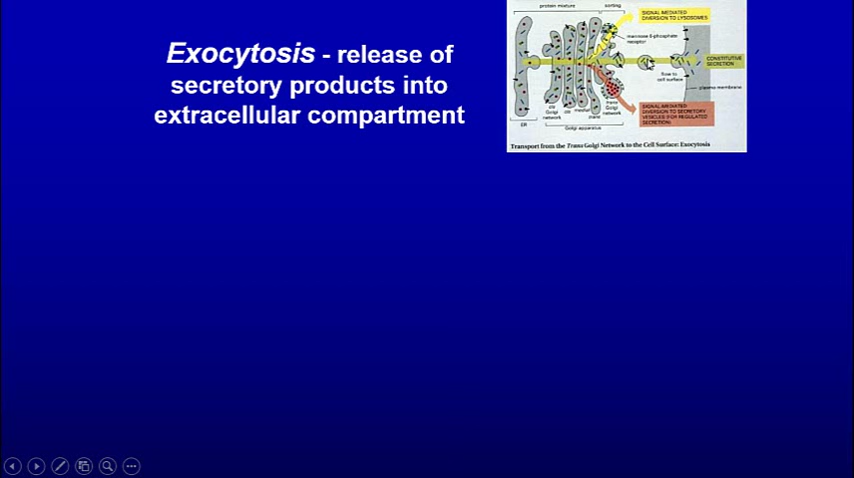 Exocytosis - release of
secretory products into
extracellular compartment
protein mixture
sorting
SIGNAL-MEDIATED
DIVERSION TO LYSOSOMES
mannose 6-phosphate
receptor
CONSTITUTIVE
SECRETION
flow to
cell surface
plasma membrane
SIGNAL-MEDIATED
DIVERSION TO SECRETORY
VESICLES (FOR REGULATED
SECRETION)
ER
cis
Golgi
network
cis
medial
trans
trans
Golgi
network
Golgi apparatus
Transport from the Trans Golgi Network to the Cell Surface: Exocytosis